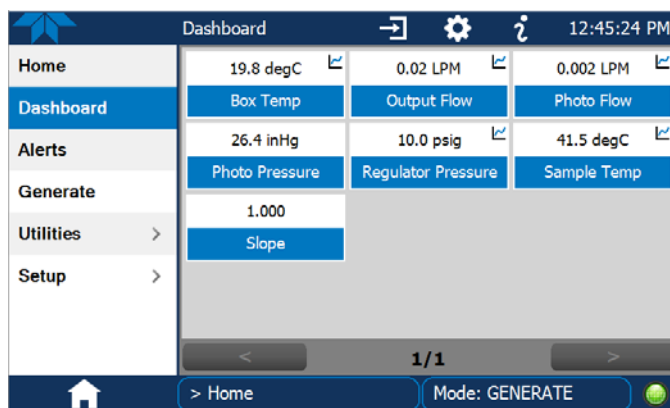 Dashboard 12:45:24 PM
Home
Dashboard
Alerts
Generate
Utilities >
Setup >
19.8 degC 0.02 LPM 0.002 LPM
Box Temp Output Flow Photo Flow
26.4 inHg 10.0 psig 41.5 degC
Photo Pressure Regulator Pressure Sample Temp
1.000
Slope
< 1/1 >
> Home Mode: GENERATE